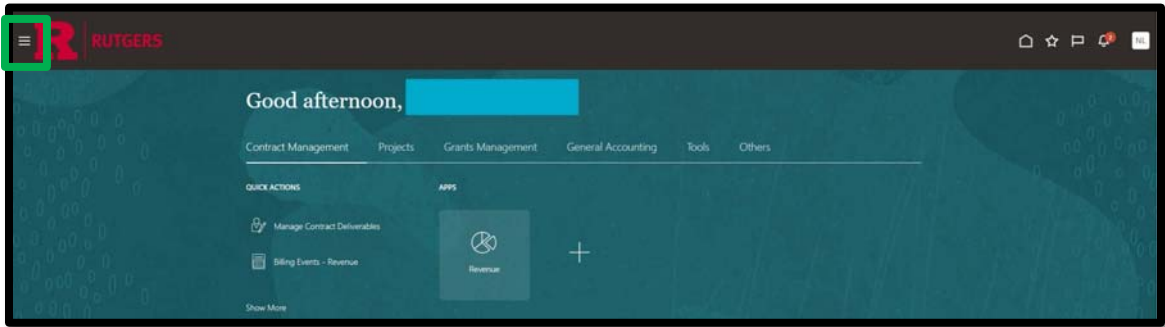 R RUTGERS
2
NL
Good afternoon,
Contract Management Projects Grants Management General Accounting Tools Others
QUICK ACTIONS APPS
Manage Contract Deliverables
Billing Events - Revenue
Revenue
Show More